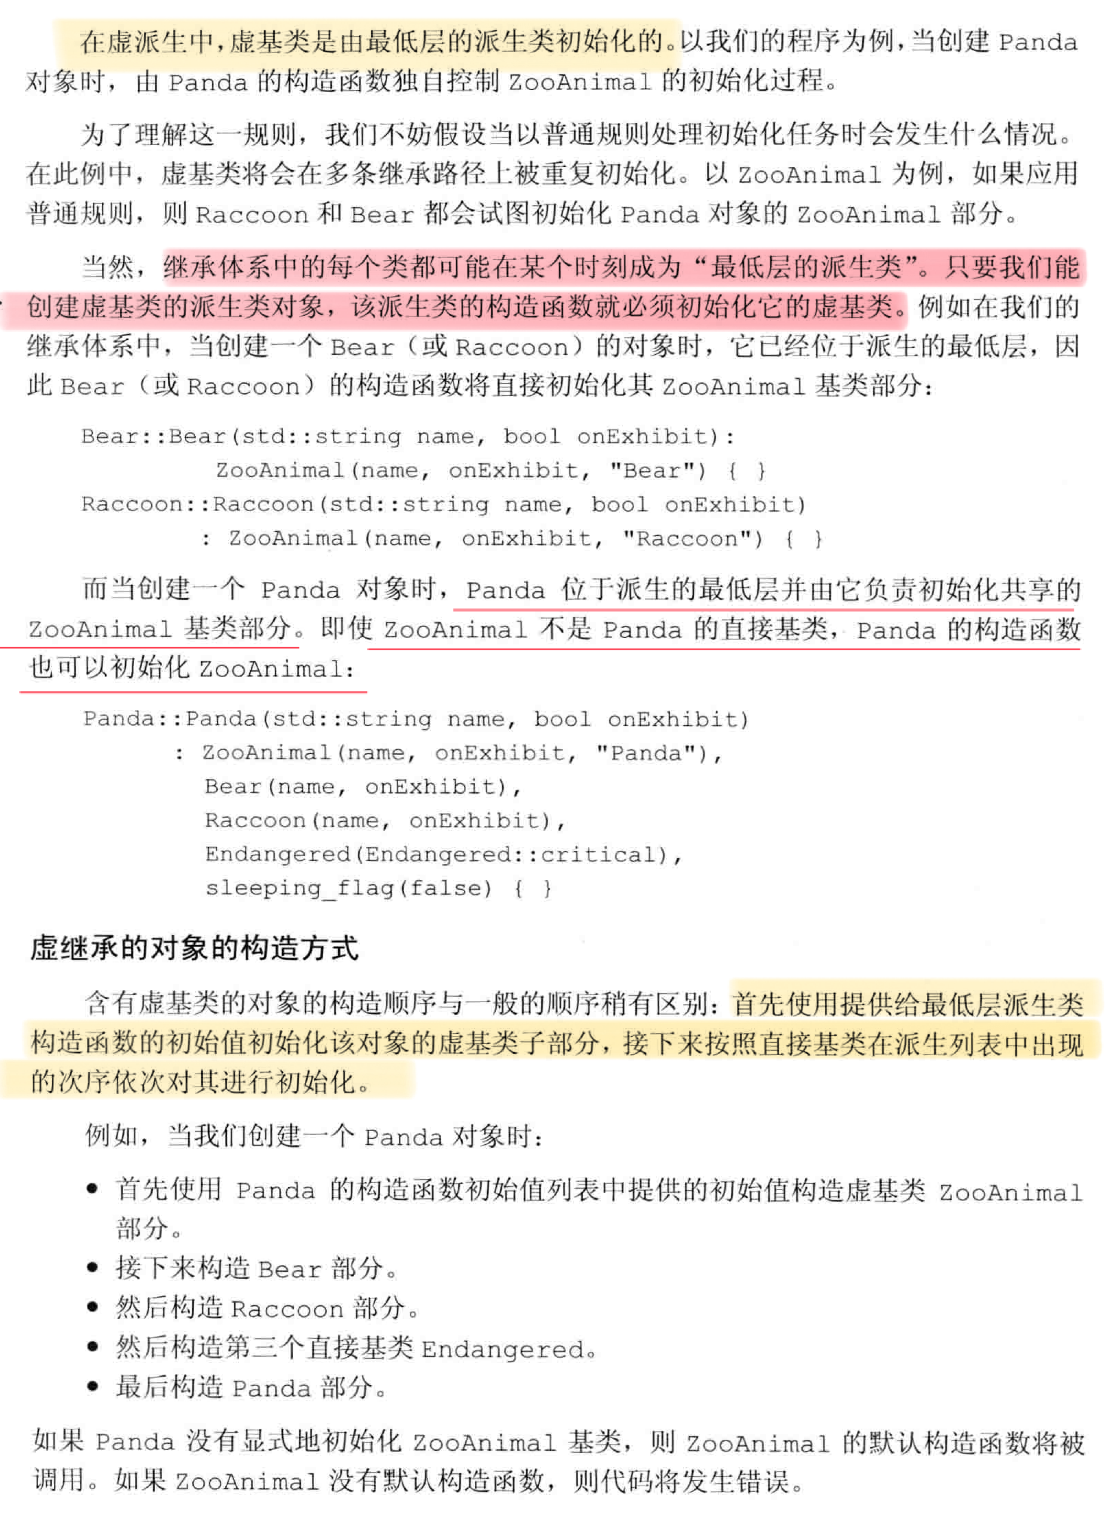 在虚派生中，虚基类是由最低层的派生类初始化的。以我们的程序为例，当创建 Panda
对象时，由 Panda 的构造函数独自控制 ZooAnimal 的初始化过程。
为了理解这一规则，我们不妨假设当以普通规则处理初始化任务时会发生什么情况。
在此例中，虚基类将会在多条继承路径上被重复初始化。以 ZooAnimal 为例，如果应用
普通规则，则 Raccoon 和 Bear 都会试图初始化 Panda 对象的 ZooAnimal 部分。
当然，继承体系中的每个类都可能在某个时刻成为“最低层的派生类”。只要我们能
创建虚基类的派生类对象，该派生类的构造函数就必须初始化它的虚基类。例如在我们的
继承体系中，当创建一个 Bear（或 Raccoon）的对象时，它已经位于派生的最低层，因
此 Bear（或 Raccoon）的构造函数将直接初始化其 ZooAnimal 基类部分：
Bear::Bear(std::string name, bool onExhibit):
ZooAnimal(name, onExhibit, "Bear") { }
Raccoon::Raccoon(std::string name, bool onExhibit)
: ZooAnimal(name, onExhibit, "Raccoon") { }
而当创建一个 Panda 对象时，Panda 位于派生的最低层并由它负责初始化共享的
ZooAnimal 基类部分。即使 ZooAnimal 不是 Panda 的直接基类，Panda 的构造函数
也可以初始化 ZooAnimal：
Panda::Panda(std::string name, bool onExhibit)
: ZooAnimal(name, onExhibit, "Panda"),
Bear(name, onExhibit),
Raccoon(name, onExhibit),
Endangered(Endangered::critical),
sleeping_flag(false) { }
虚继承的对象的构造方式
含有虚基类的对象的构造顺序与一般的顺序稍有区别：首先使用提供给最低层派生类
构造函数的初始值初始化该对象的虚基类子部分，接下来按照直接基类在派生列表中出现
的次序依次对其进行初始化。
例如，当我们创建一个 Panda 对象时：
• 首先使用 Panda 的构造函数初始值列表中提供的初始值构造虚基类 ZooAnimal
部分。
• 接下来构造 Bear 部分。
• 然后构造 Raccoon 部分。
• 然后构造第三个直接基类 Endangered。
• 最后构造 Panda 部分。
如果 Panda 没有显式地初始化 ZooAnimal 基类，则 ZooAnimal 的默认构造函数将被
调用。如果 ZooAnimal 没有默认构造函数，则代码将发生错误。